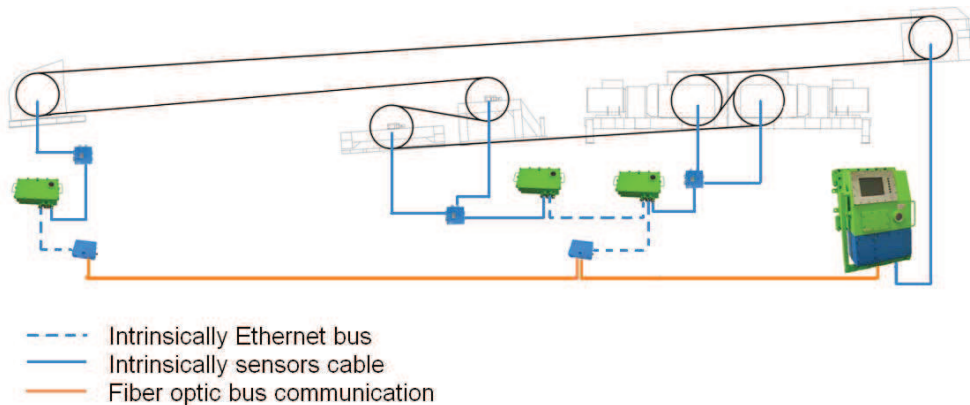 Intrinsically Ethernet bus
Intrinsically sensors cable
Fiber optic bus communication